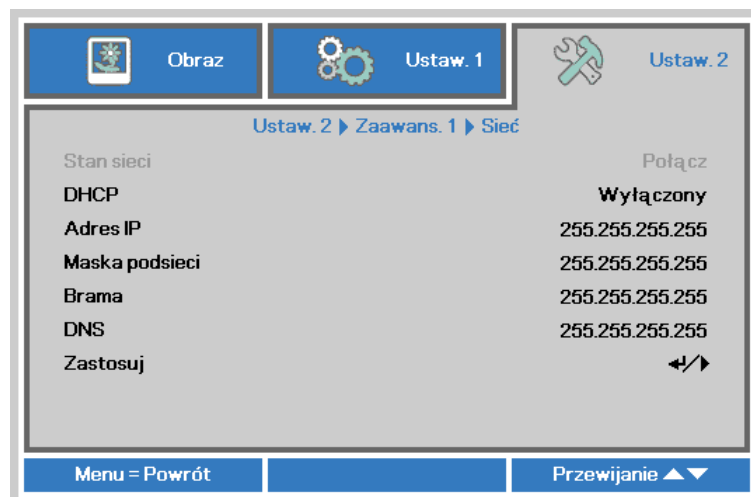 Obraz
Ustaw. 1
Ustaw. 2
Ustaw. 2 Zaawans. 1 Sieć
Stan sieci Połącz
DHCP Wyłączony
Adres IP 255.255.255.255
Maska podsieci 255.255.255.255
Brama 255.255.255.255
DNS 255.255.255.255
Zastosuj
Menu = Powrót
Przewijanie